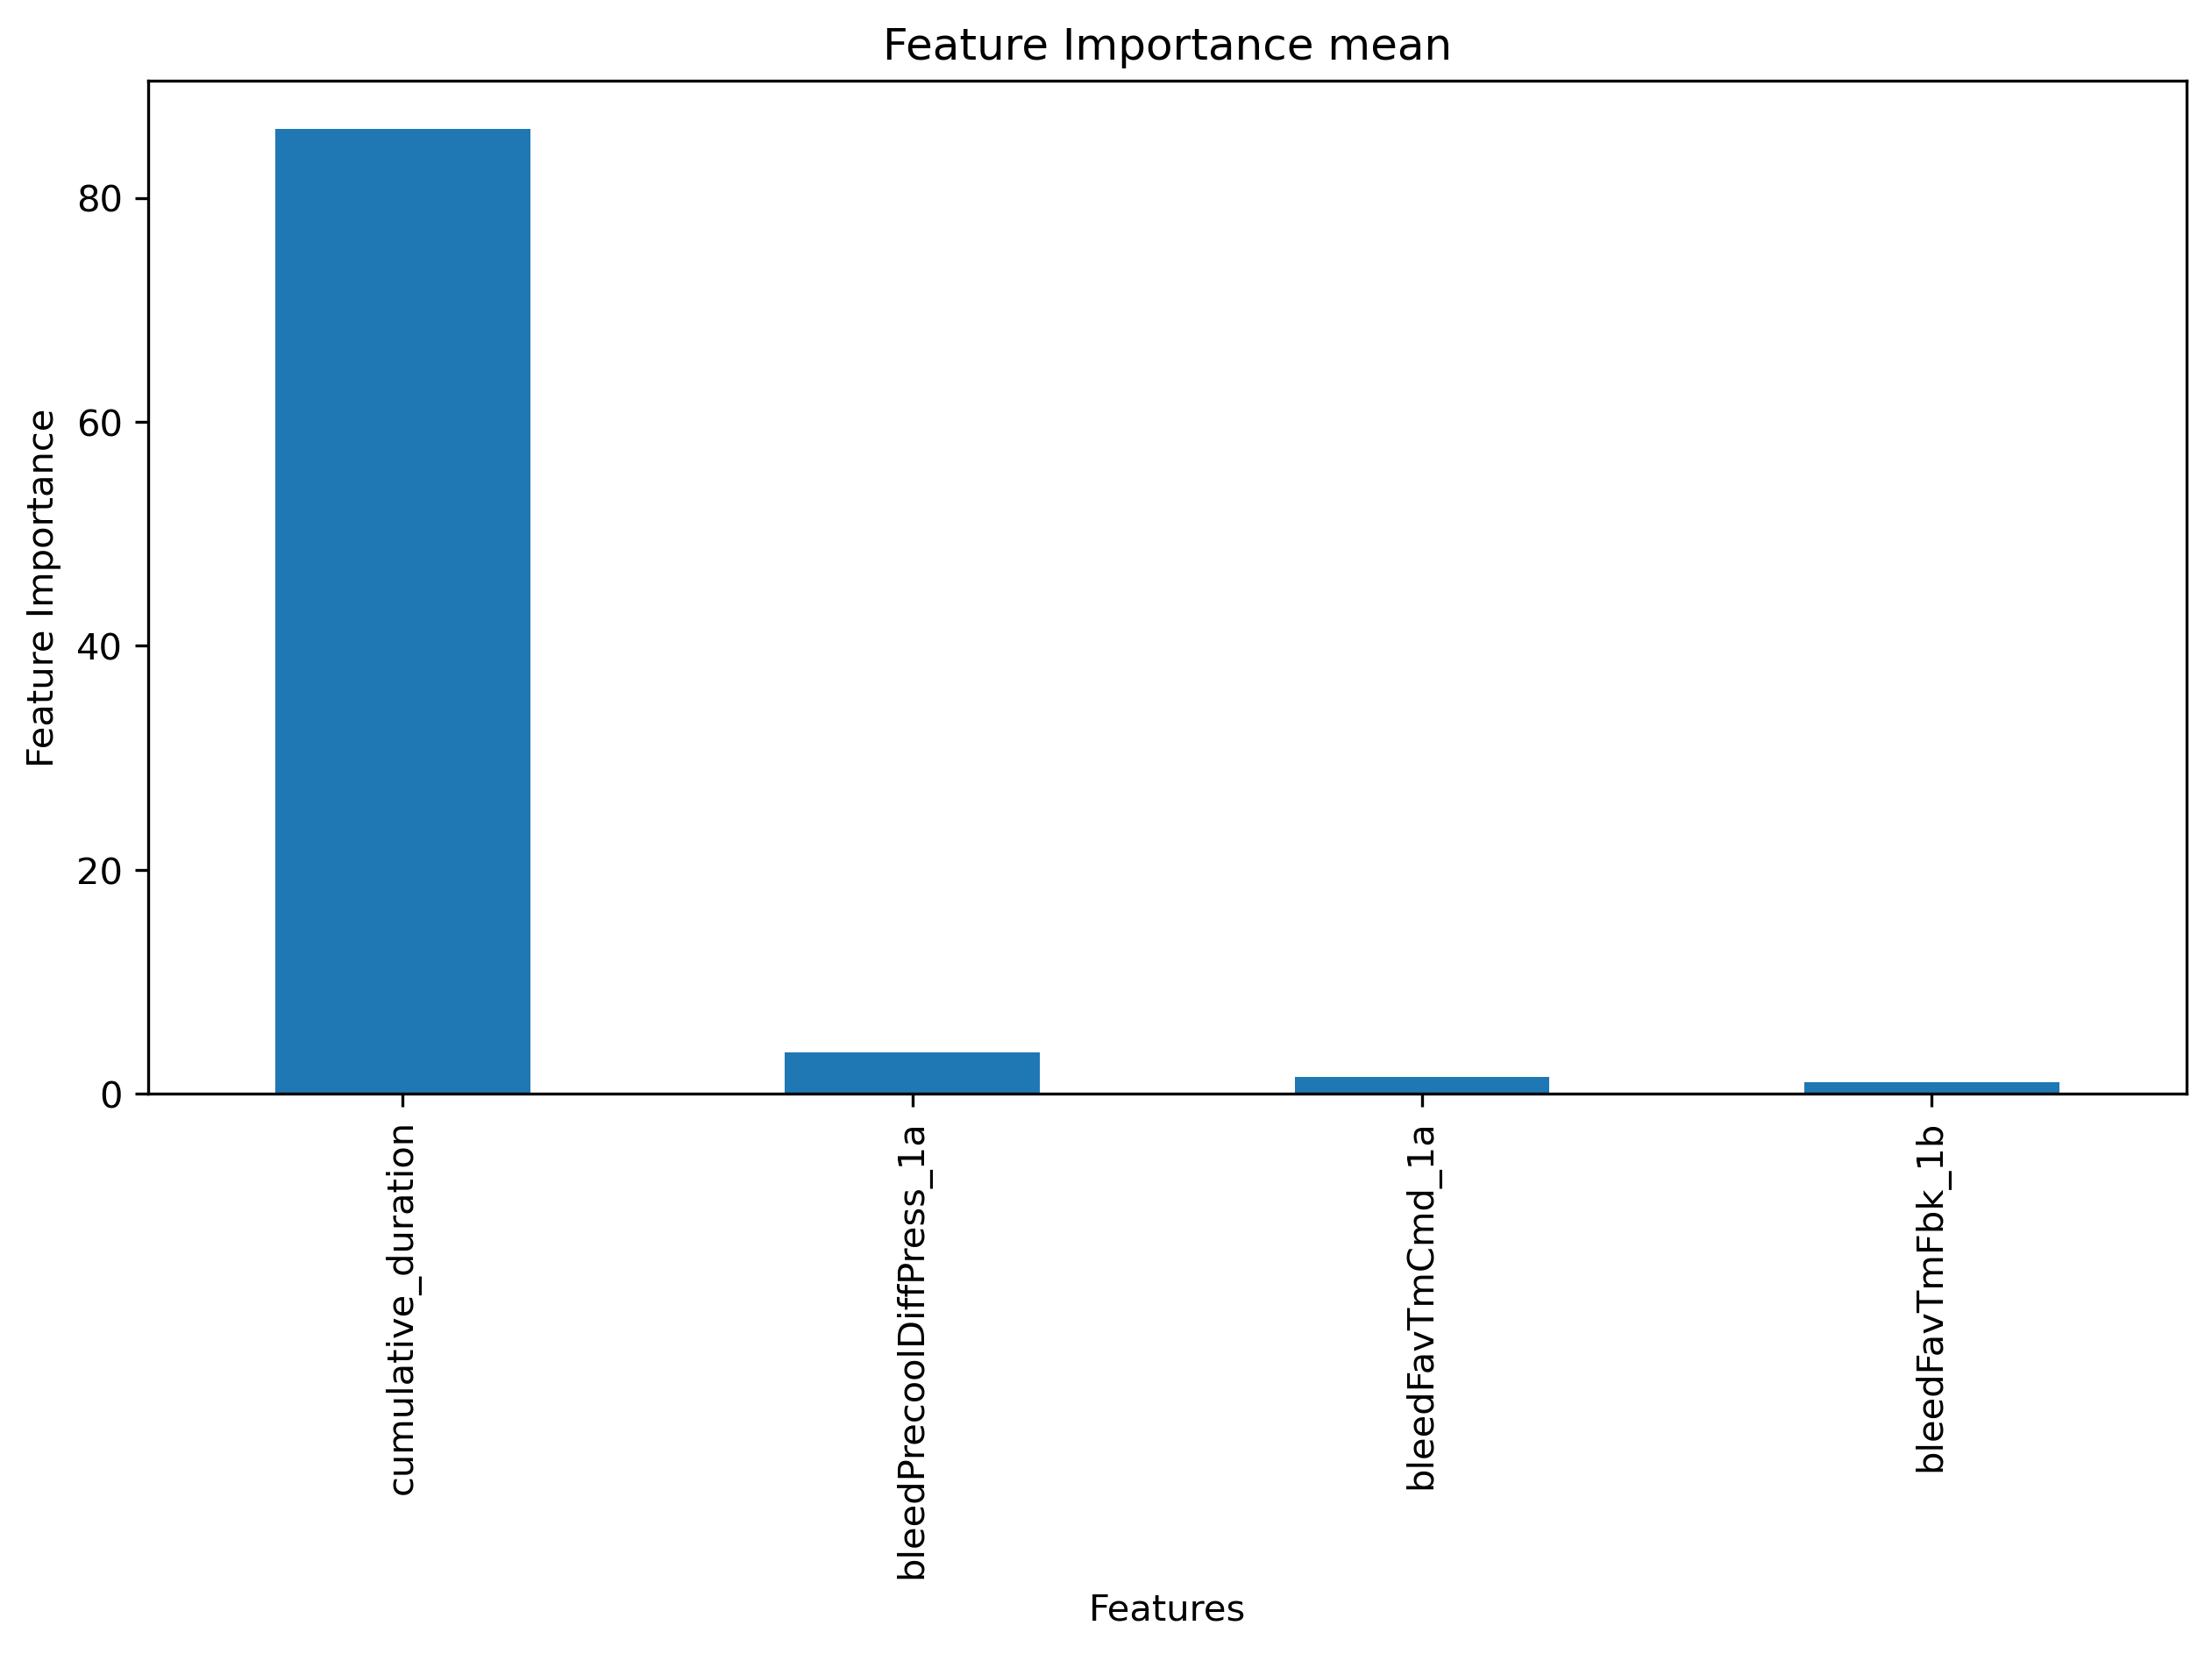 Feature Importance mean
Feature Importance
80
60
40
20
0
cumulative_duration
bleedPrecoolDiffPress_1a
bleedFavTmCmd_1a
bleedFavTmFbk_1b
Features